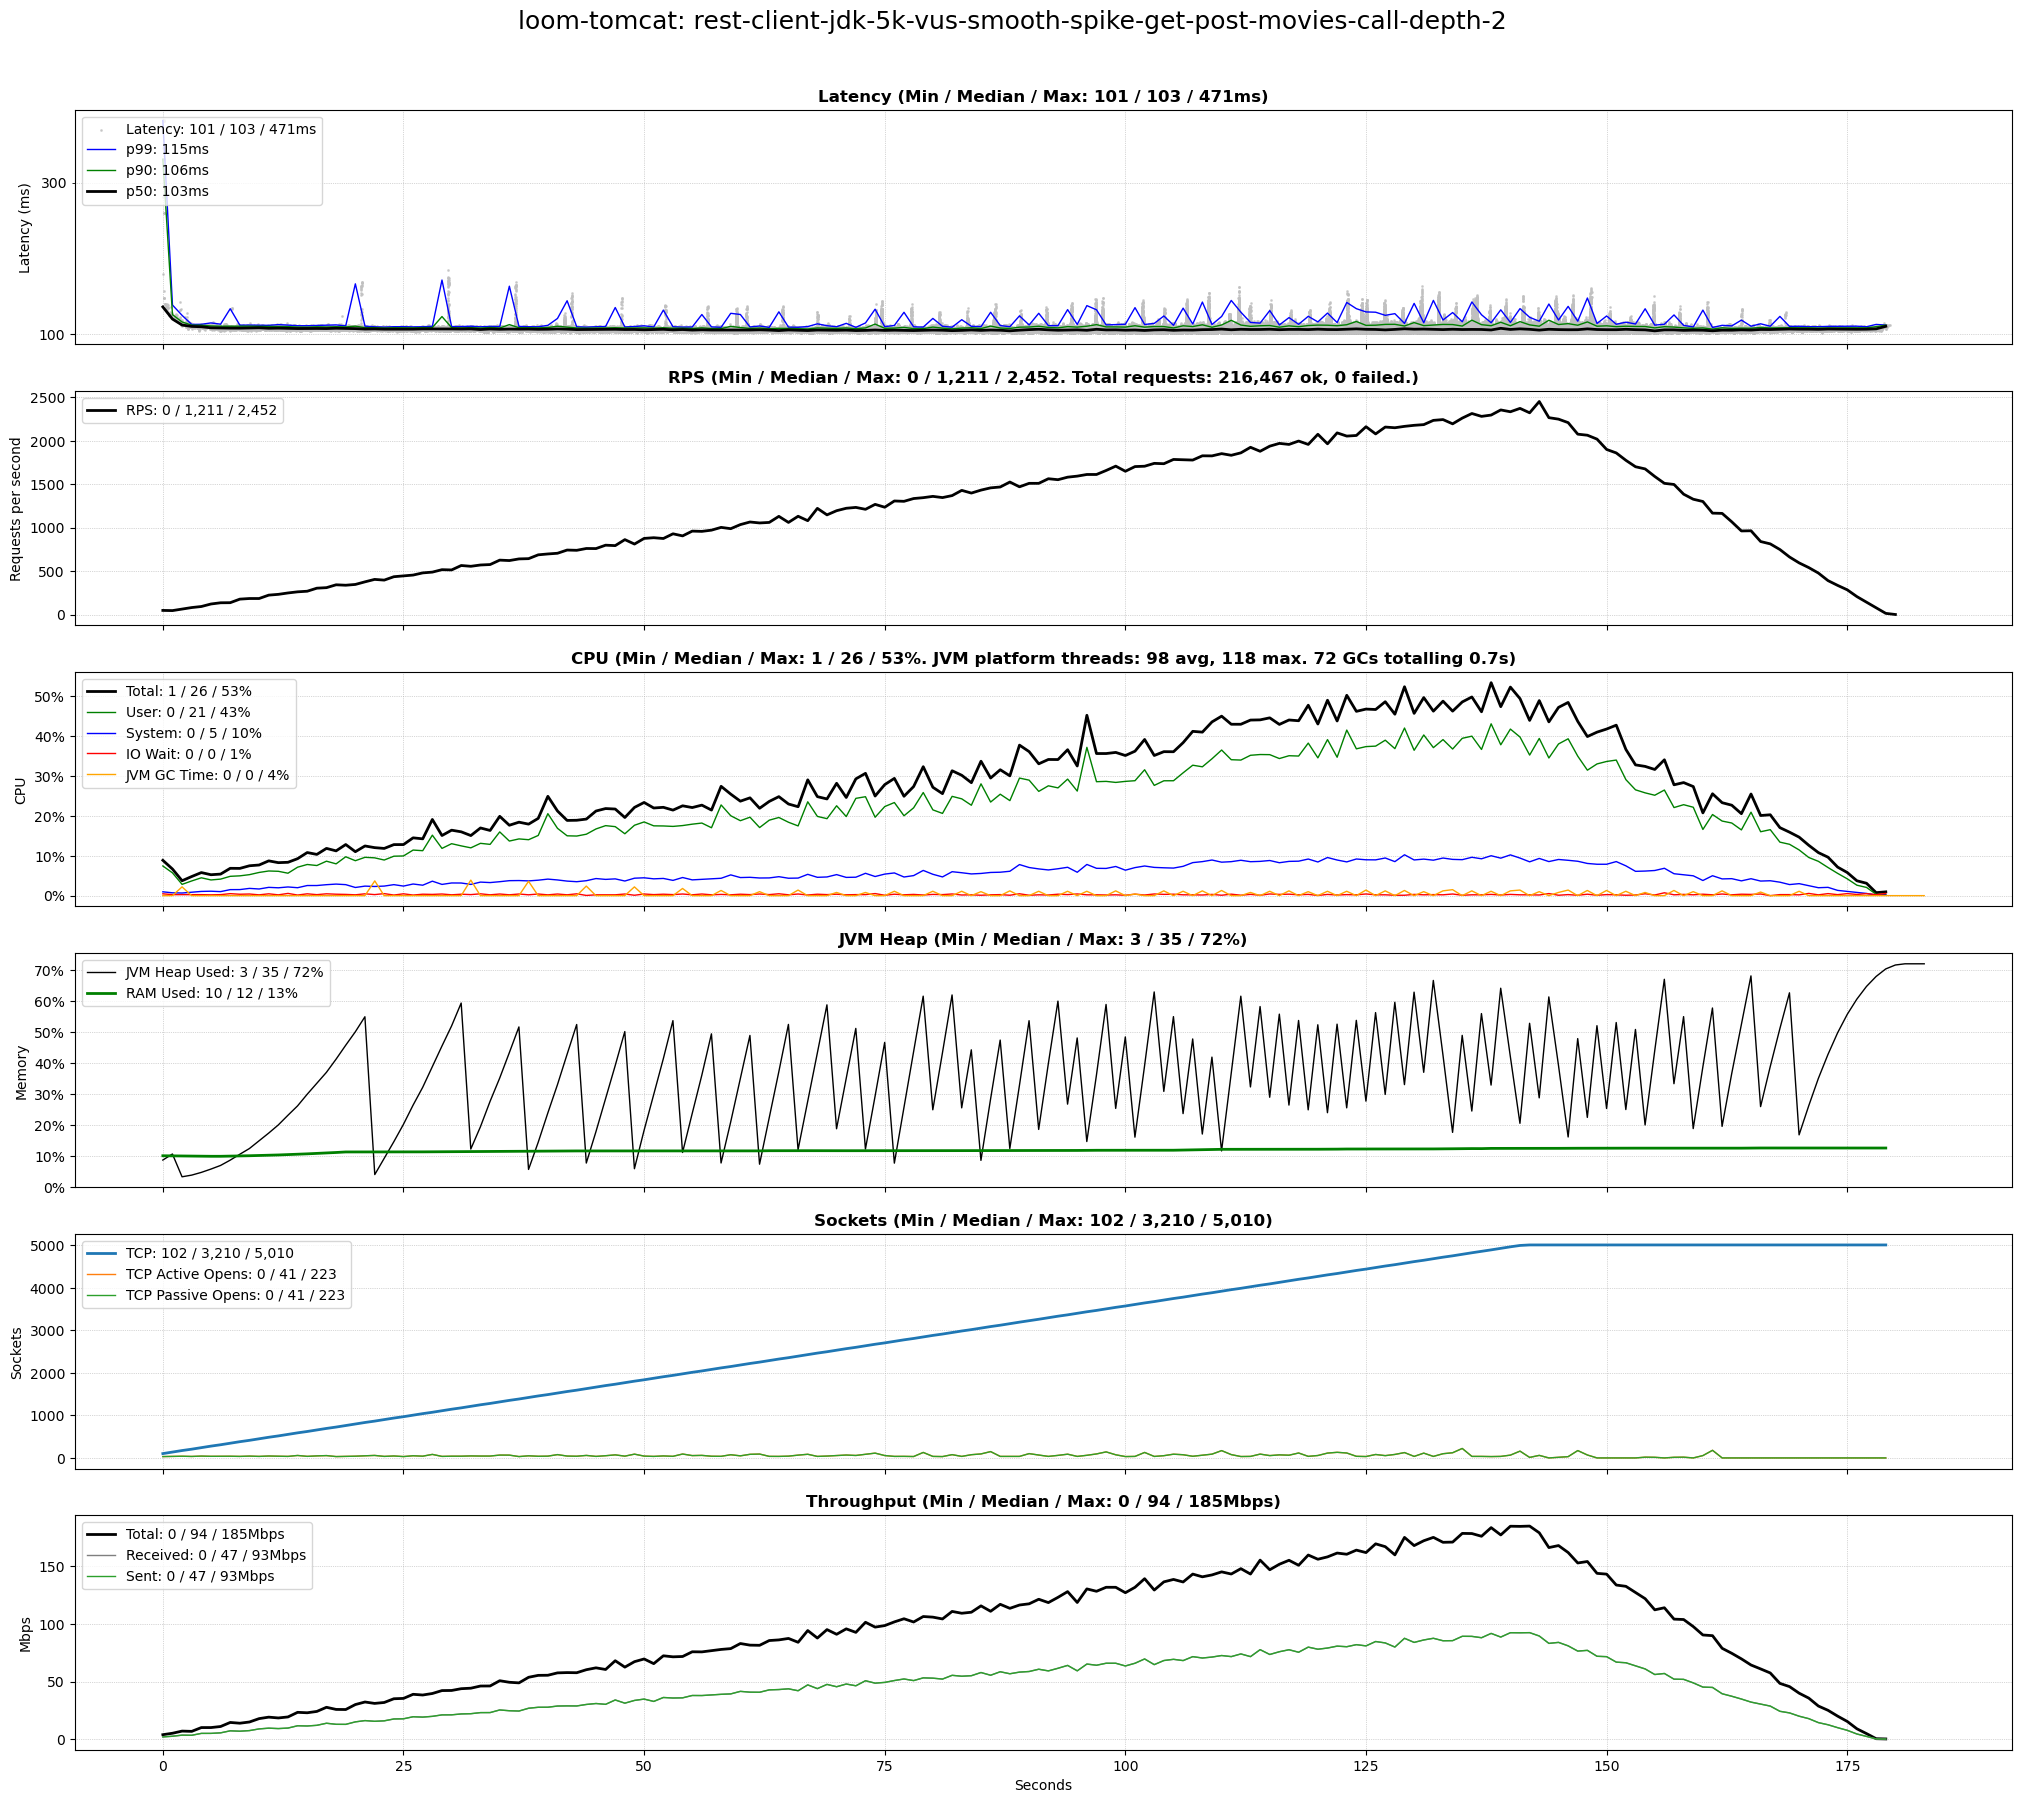 loom-tomcat: rest-client-jdk-5k-vus-smooth-spike-get-post-movies-call-depth-2
Latency (Min / Median / Max: 101 / 103 / 471ms)
Latency: 101 / 103 / 471ms
p99: 115ms
p90: 106ms
p50: 103ms
Latency (ms)
300
100
RPS (Min / Median / Max: 0 / 1,211 / 2,452. Total requests: 216,467 ok, 0 failed.)
RPS: 0 / 1,211 / 2,452
Requests per second
2500
2000
1500
1000
500
0
CPU (Min / Median / Max: 1 / 26 / 53%. JVM platform threads: 98 avg, 118 max. 72 GCs totalling 0.7s)
Total: 1 / 26 / 53%
User: 0 / 21 / 43%
System: 0 / 5 / 10%
IO Wait: 0 / 0 / 1%
JVM GC Time: 0 / 0 / 4%
CPU
50%
40%
30%
20%
10%
0%
JVM Heap (Min / Median / Max: 3 / 35 / 72%)
JVM Heap Used: 3 / 35 / 72%
RAM Used: 10 / 12 / 13%
Memory
70%
60%
50%
40%
30%
20%
10%
0%
Sockets (Min / Median / Max: 102 / 3,210 / 5,010)
TCP: 102 / 3,210 / 5,010
TCP Active Opens: 0 / 41 / 223
TCP Passive Opens: 0 / 41 / 223
Sockets
5000
4000
3000
2000
1000
0
Throughput (Min / Median / Max: 0 / 94 / 185Mbps)
Total: 0 / 94 / 185Mbps
Received: 0 / 47 / 93Mbps
Sent: 0 / 47 / 93Mbps
Mbps
150
100
50
0
0 25 50 75 100 125 150 175
Seconds